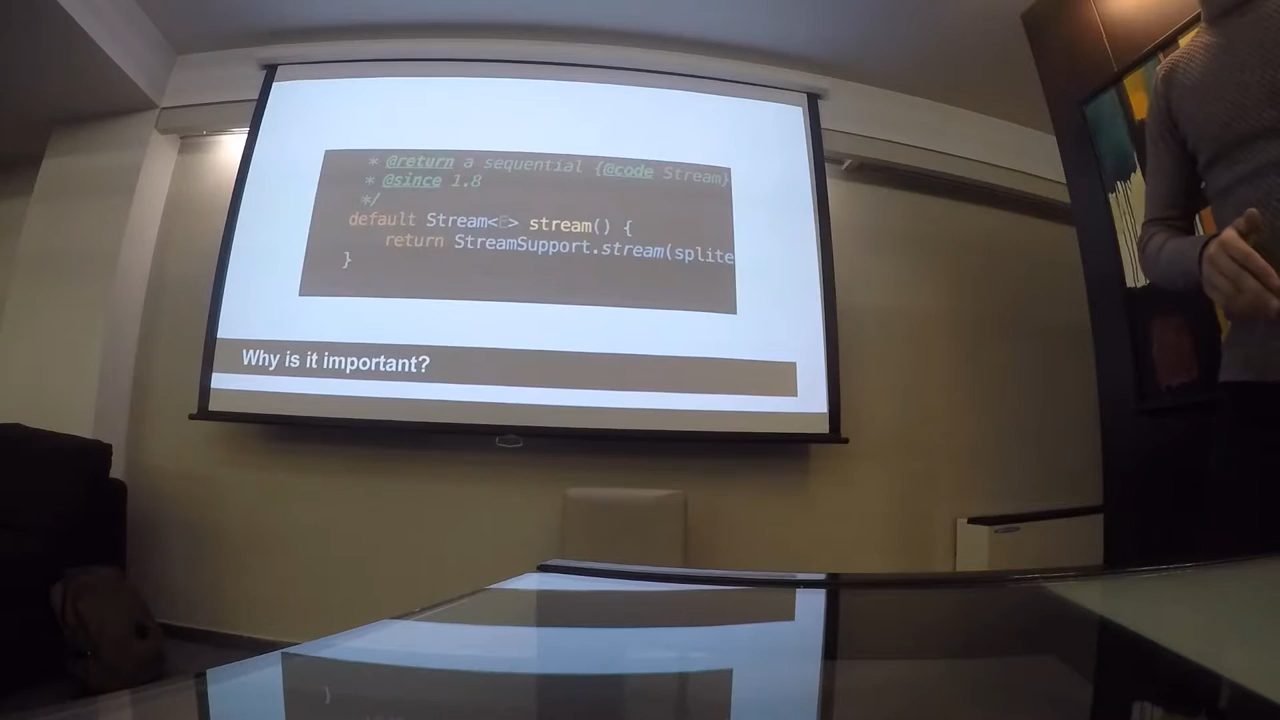 * @return a sequential {@code Stream}
* @since 1.8
*/
default Stream<E> stream() {
return StreamSupport.stream(splite
}
Why is it important?